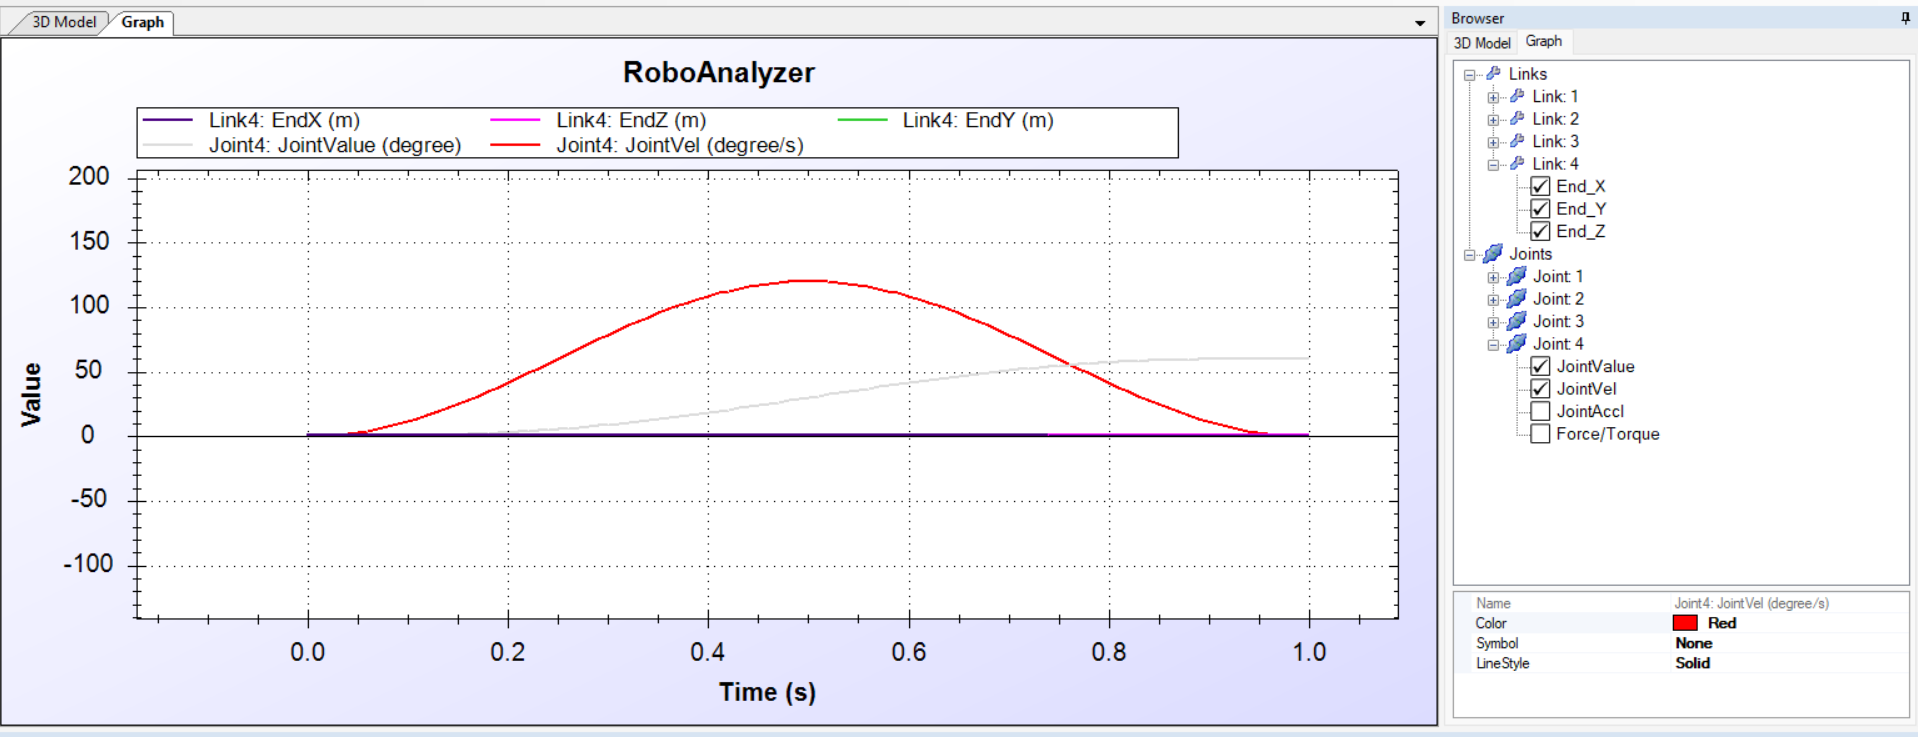 3D Model Graph
RoboAnalyzer
Link4: EndX (m) Link4: EndZ (m) Link4: EndY (m)
Joint4: JointValue (degree) Joint4: JointVel (degree/s)
200
150
100
50
0
-50
-100
Value
0.0 0.2 0.4 0.6 0.8 1.0
Time (s)
Browser
3D Model Graph
Links
Link: 1
Link: 2
Link: 3
Link: 4
End_X
End_Y
End_Z
Joints
Joint: 1
Joint: 2
Joint: 3
Joint: 4
JointValue
JointVel
JointAccl
Force/Torque
Name Joint4: JointVel (degree/s)
Color Red
Symbol None
LineStyle Solid